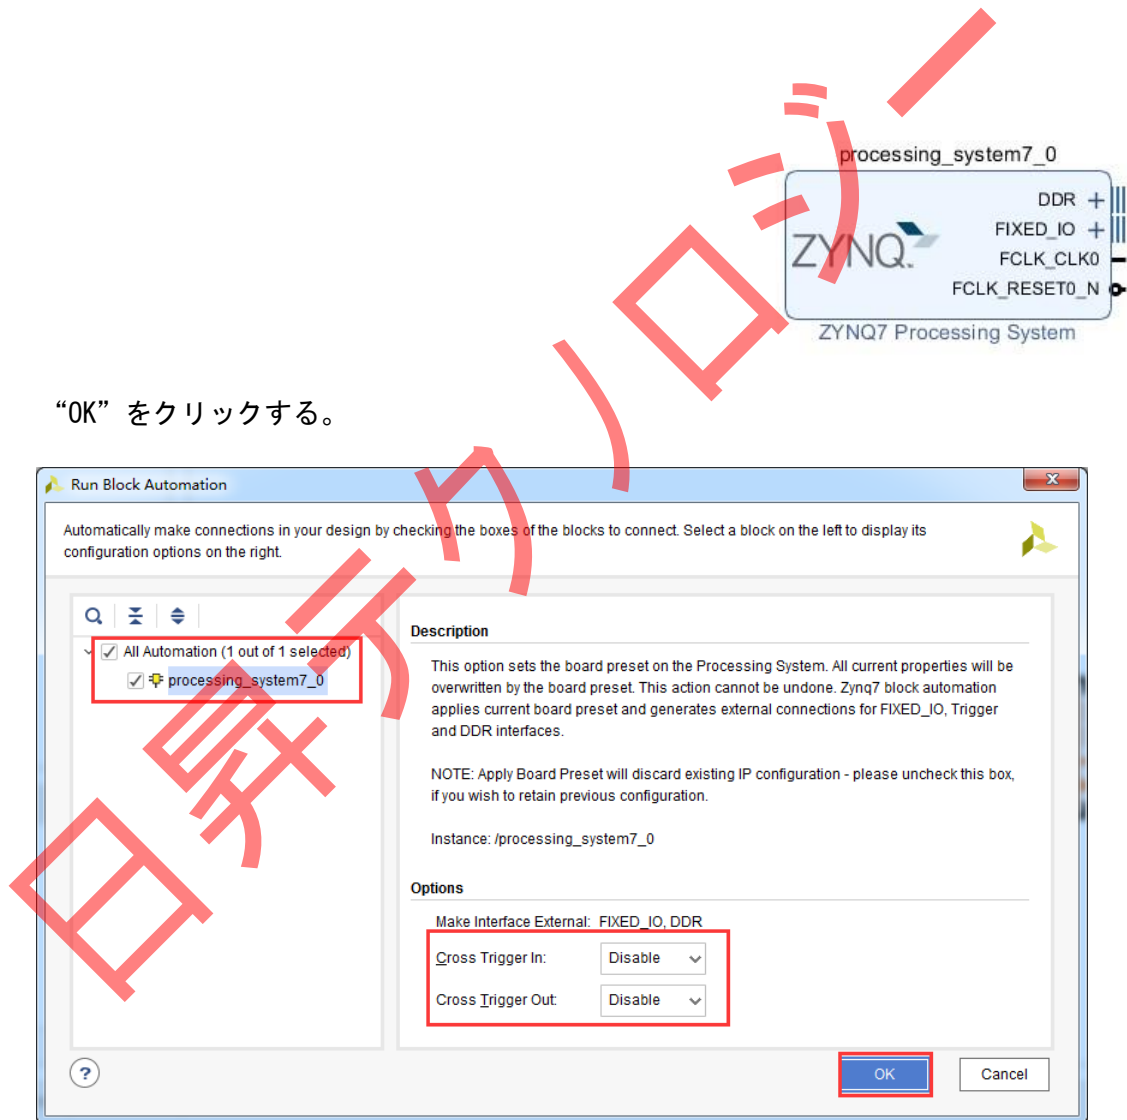 processing_system7_0
DDR
FIXED_IO
ZYNQ
FCLK_CLK0
FCLK_RESET0_N
ZYNQ7 Processing System
“OK”をクリックする。
Run Block Automation
Automatically make connections in your design by checking the boxes of the blocks to connect. Select a block on the left to display its
configuration options on the right.
All Automation (1 out of 1 selected)
processing_system7_0
Description
This option sets the board preset on the Processing System. All current properties will be
overwritten by the board preset. This action cannot be undone. Zynq7 block automation
applies current board preset and generates external connections for FIXED_IO, Trigger
and DDR interfaces.
NOTE: Apply Board Preset will discard existing IP configuration - please uncheck this box,
if you wish to retain previous configuration.
Instance: /processing_system7_0
Options
Make Interface External: FIXED_IO, DDR
Cross Trigger In: Disable
Cross Trigger Out: Disable
?
OK Cancel
日昇テクノロジー